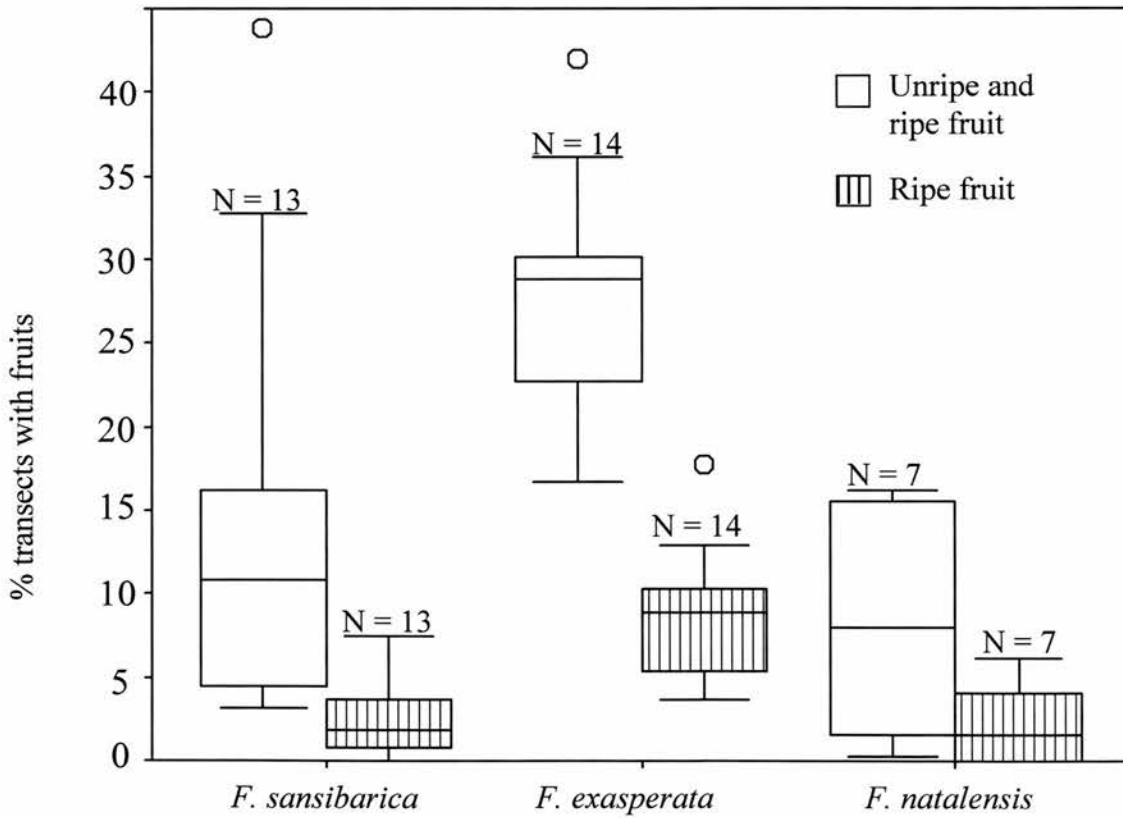 % transects with fruits
40
35
30
25
20
15
10
5
0
N = 13
N = 13
N = 14
N = 14
N = 7
N = 7
Unripe and
ripe fruit
Ripe fruit
F. sansibarica
F. exasperata
F. natalensis